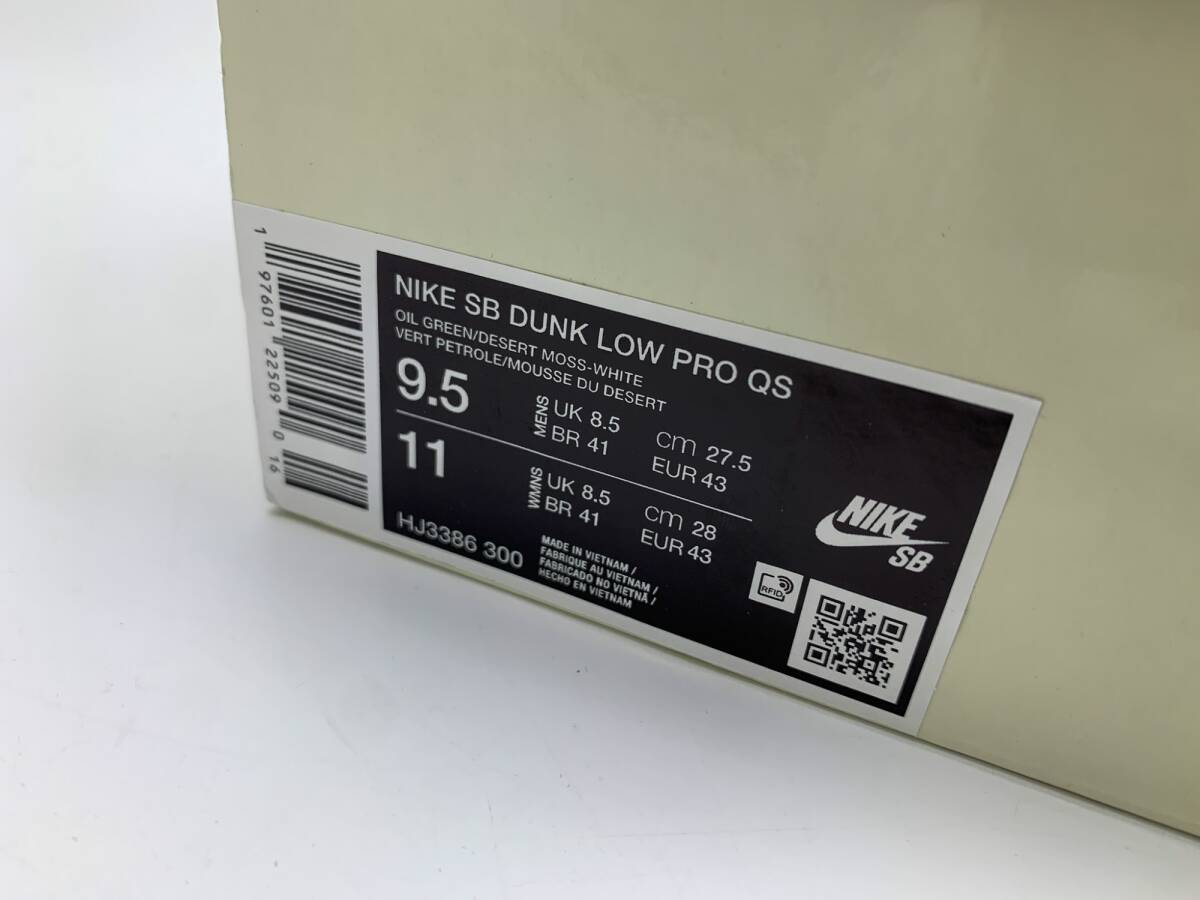 1 97601 22509 0 16
NIKE SB DUNK LOW PRO QS
OIL GREEN/DESERT MOSS-WHITE
VERT PETROLE/MOUSSE DU DESERT
9.5 MENS UK 8.5 cm 27.5
BR 41 EUR 43
11 WMNS UK 8.5 cm 28
BR 41 EUR 43
HJ3386 300
MADE IN VIETNAM /
FABRIQUE AU VIETNAM /
FABRICADO NO VIETNÃ /
HECHO EN VIETNAM
RFID
NIKE
SB